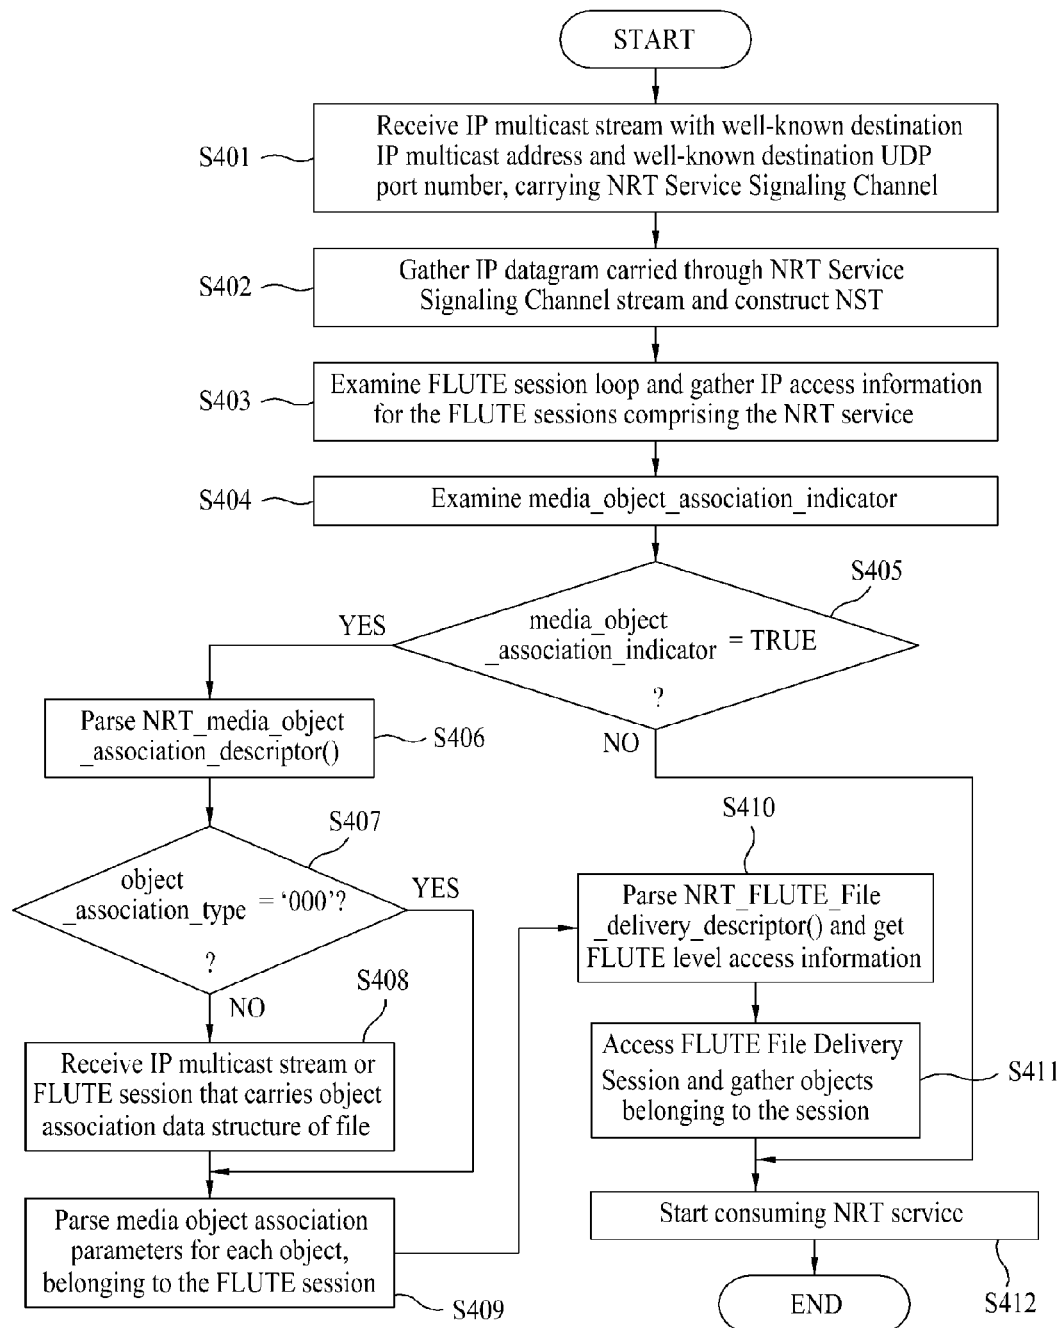 START
S401
Receive IP multicast stream with well-known destination
IP multicast address and well-known destination UDP
port number, carrying NRT Service Signaling Channel
S402
Gather IP datagram carried through NRT Service
Signaling Channel stream and construct NST
S403
Examine FLUTE session loop and gather IP access information
for the FLUTE sessions comprising the NRT service
S404
Examine media_object_association_indicator
S405
YES
media_object
_association_indicator = TRUE
?
NO
Parse NRT_media_object
_association_descriptor()
S406
S407
object
_association_type = ‘000’?
?
YES
NO
S408
Receive IP multicast stream or
FLUTE session that carries object
association data structure of file
Parse media object association
parameters for each object,
belonging to the FLUTE session
S409
S410
Parse NRT_FLUTE_File
_delivery_descriptor() and get
FLUTE level access information
Access FLUTE File Delivery
Session and gather objects
belonging to the session
S411
Start consuming NRT service
S412
END